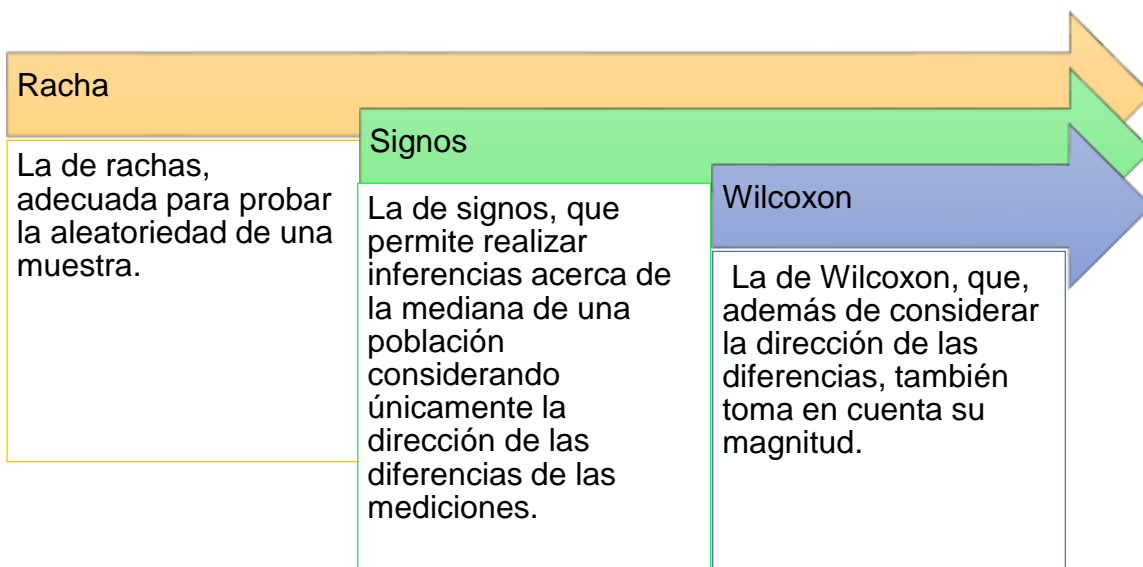 Racha
La de rachas,
adecuada para probar
la aleatoriedad de una
muestra.
Signos
La de signos, que
permite realizar
inferencias acerca de
la mediana de una
población
considerando
únicamente la
dirección de las
diferencias de las
mediciones.
Wilcoxon
La de Wilcoxon, que,
además de considerar
la dirección de las
diferencias, también
toma en cuenta su
magnitud.